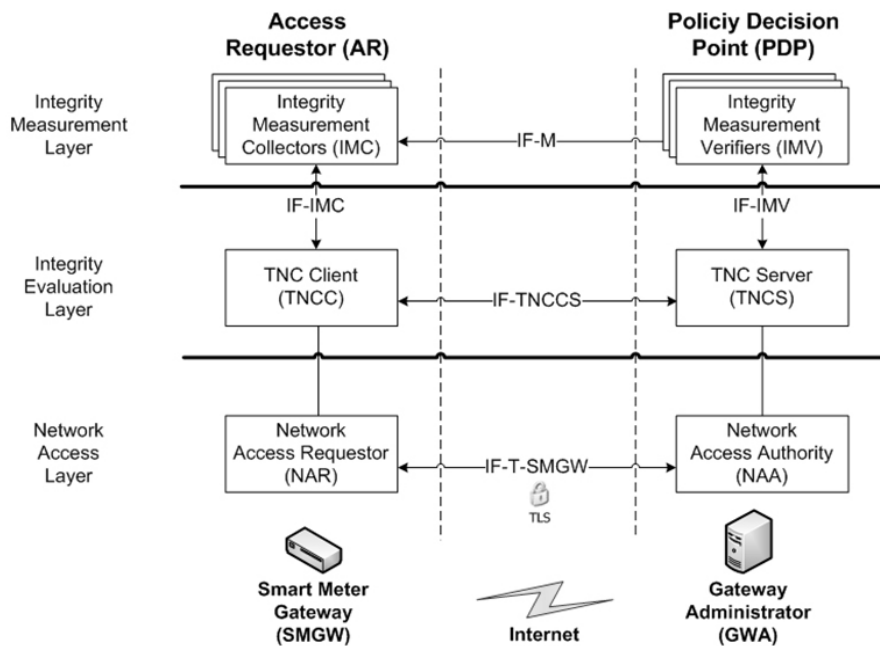 Access
Requestor (AR)
Policiy Decision
Point (PDP)
Integrity
Measurement
Layer
Integrity
Measurement
Collectors (IMC)
IF-M
Integrity
Measurement
Verifiers (IMV)
IF-IMC
IF-IMV
Integrity
Evaluation
Layer
TNC Client
(TNCC)
IF-TNCCS
TNC Server
(TNCS)
Network
Access
Layer
Network
Access Requestor
(NAR)
IF-T-SMGW
TLS
Network
Access Authority
(NAA)
Smart Meter
Gateway
(SMGW)
Internet
Gateway
Administrator
(GWA)